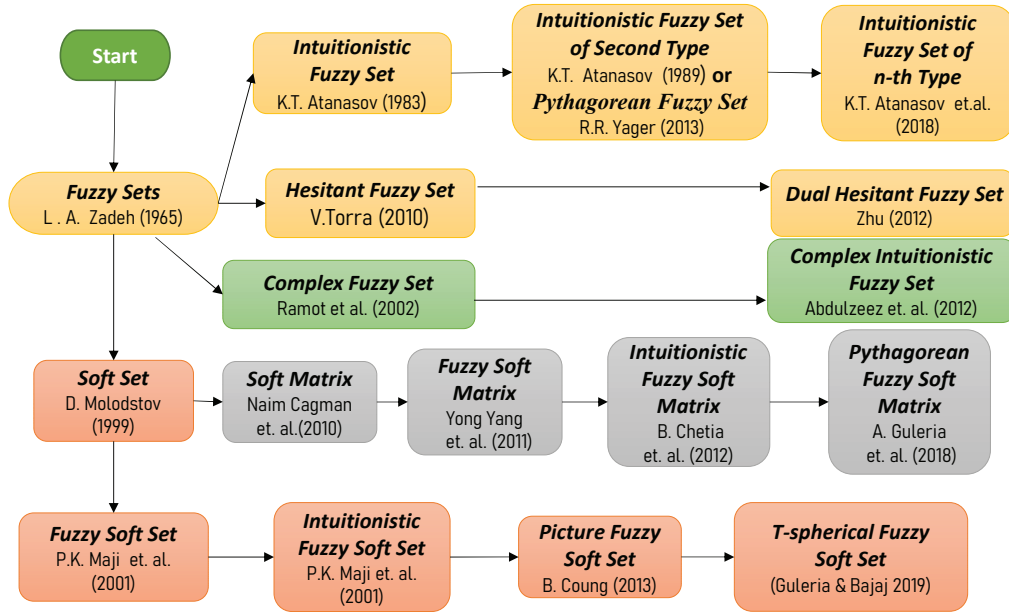 Start
Intuitionistic
Fuzzy Set
K.T. Atanasov (1983)
Intuitionistic Fuzzy Set
of Second Type
K.T. Atanasov (1989) or
Pythagorean Fuzzy Set
R.R. Yager (2013)
Intuitionistic
Fuzzy Set of
n-th Type
K.T. Atanasov et.al.
(2018)
Fuzzy Sets
L . A. Zadeh (1965)
Hesitant Fuzzy Set
V.Torra (2010)
Dual Hesitant Fuzzy Set
Zhu (2012)
Complex Fuzzy Set
Ramot et al. (2002)
Complex Intuitionistic
Fuzzy Set
Abdulzeez et. al. (2012)
Soft Set
D. Molodstov
(1999)
Soft Matrix
Naim Cagman
et. al.(2010)
Fuzzy Soft
Matrix
Yong Yang
et. al. (2011)
Intuitionistic
Fuzzy Soft
Matrix
B. Chetia
et. al. (2012)
Pythagorean
Fuzzy Soft
Matrix
A. Guleria
et. al. (2018)
Fuzzy Soft Set
P.K. Maji et. al.
(2001)
Intuitionistic
Fuzzy Soft Set
P.K. Maji et. al.
(2001)
Picture Fuzzy
Soft Set
B. Coung (2013)
T-spherical Fuzzy
Soft Set
(Guleria & Bajaj 2019)